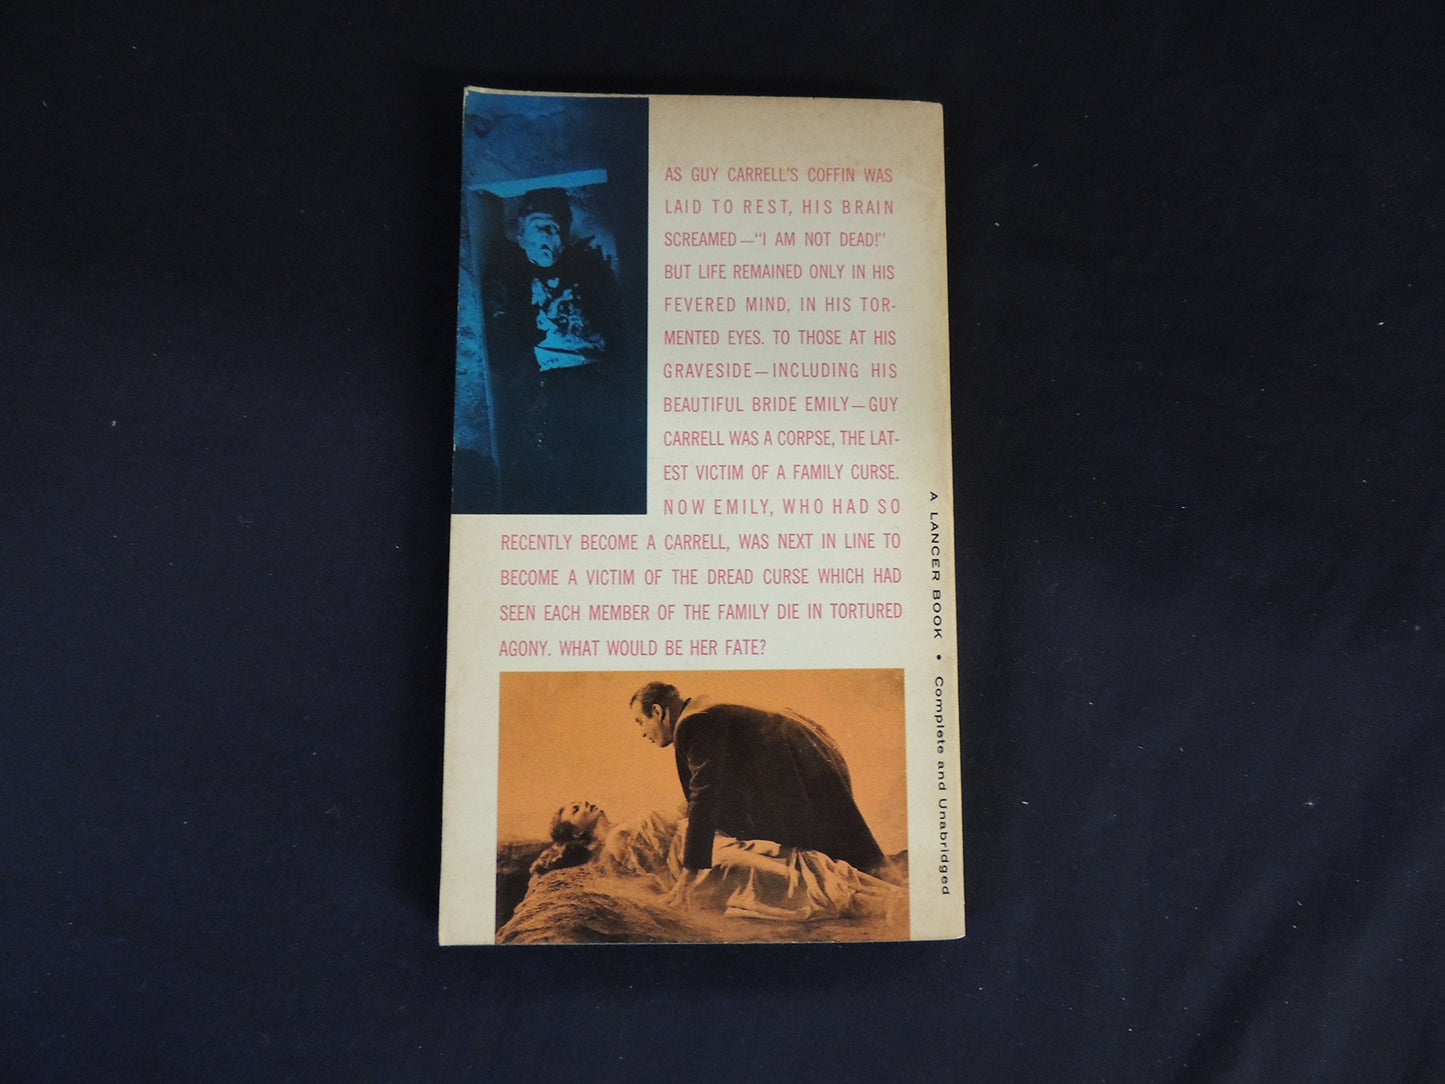 AS GUY CARRELL'S COFFIN WAS
LAID TO REST, HIS BRAIN
SCREAMED—"I AM NOT DEAD!"
BUT LIFE REMAINED ONLY IN HIS
FEVERED MIND, IN HIS TOR-
MENTED EYES. TO THOSE AT HIS
GRAVESIDE—INCLUDING HIS
BEAUTIFUL BRIDE EMILY—GUY
CARRELL WAS A CORPSE, THE LAT-
EST VICTIM OF A FAMILY CURSE.
NOW EMILY, WHO HAD SO
RECENTLY BECOME A CARRELL, WAS NEXT IN LINE TO
BECOME A VICTIM OF THE DREAD CURSE WHICH HAD
SEEN EACH MEMBER OF THE FAMILY DIE IN TORTURED
AGONY. WHAT WOULD BE HER FATE?
A LANCER BOOK • Complete and Unabridged